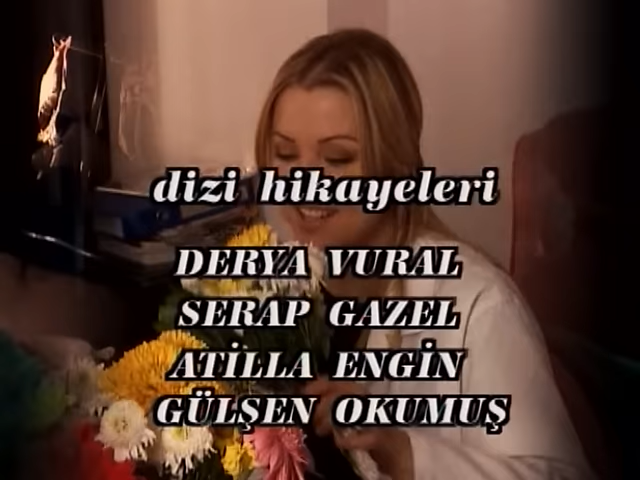 dizi hikayeleri
DERYA VURAL
SERAP GAZEL
ATİLLA ENGİN
GÜLŞEN OKUMUŞ